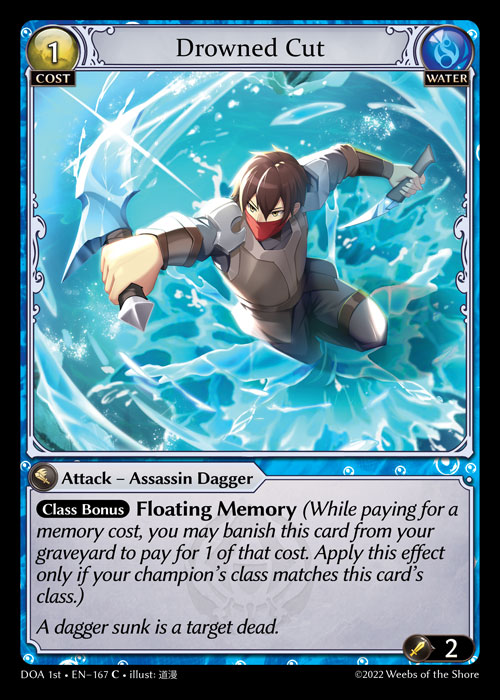 1
Drowned Cut
COST
WATER
Attack – Assassin Dagger
Class Bonus Floating Memory (While paying for a
memory cost, you may banish this card from your
graveyard to pay for 1 of that cost. Apply this effect
only if your champion's class matches this card's
class.)
A dagger sunk is a target dead.
2
DOA 1st • EN–167 C • illust: 道漫
©2022 Weebs of the Shore